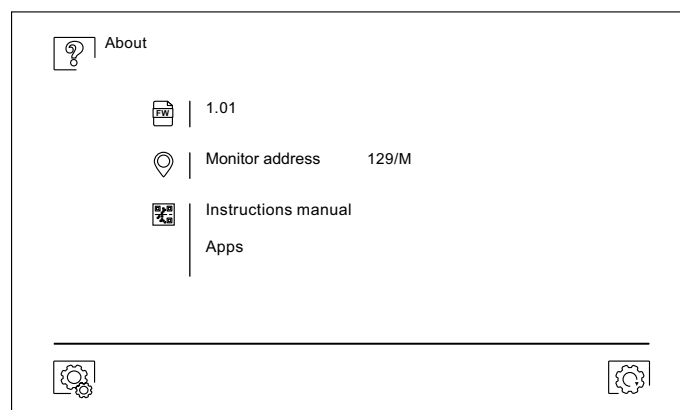 About
FW
1.01
Monitor address 129/M
Instructions manual
Apps